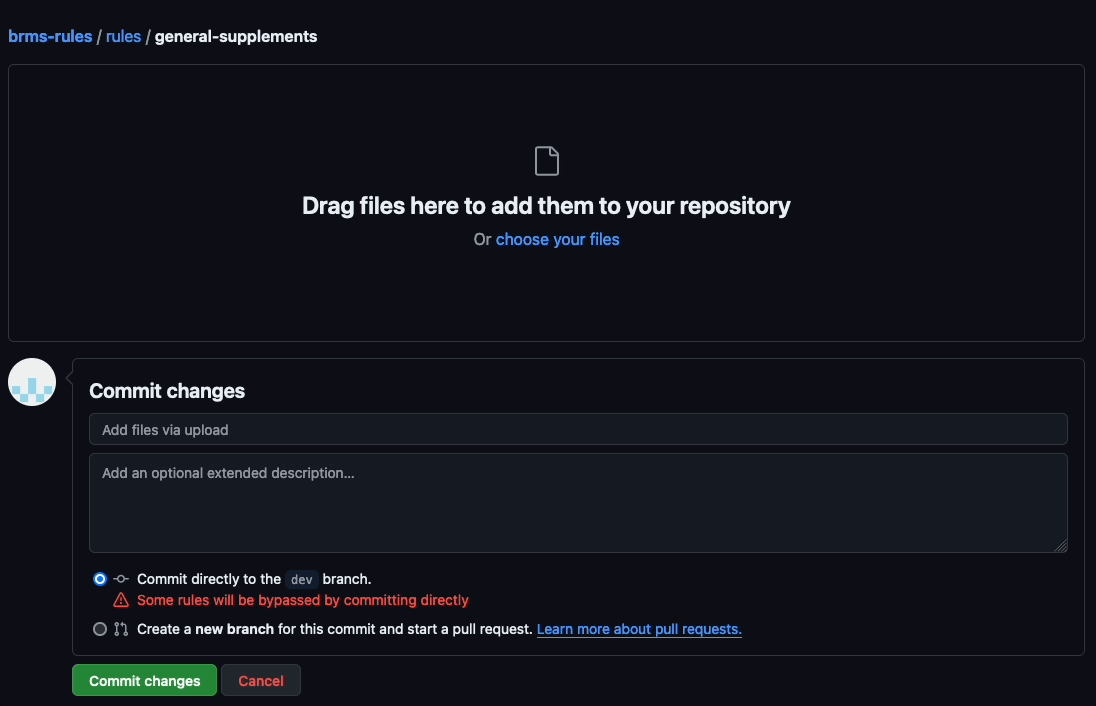 brms-rules / rules / general-supplements
Drag files here to add them to your repository
Or choose your files
Commit changes
Add files via upload
Add an optional extended description...
Commit directly to the dev branch.
Some rules will be bypassed by committing directly
Create a new branch for this commit and start a pull request. Learn more about pull requests.
Commit changes Cancel